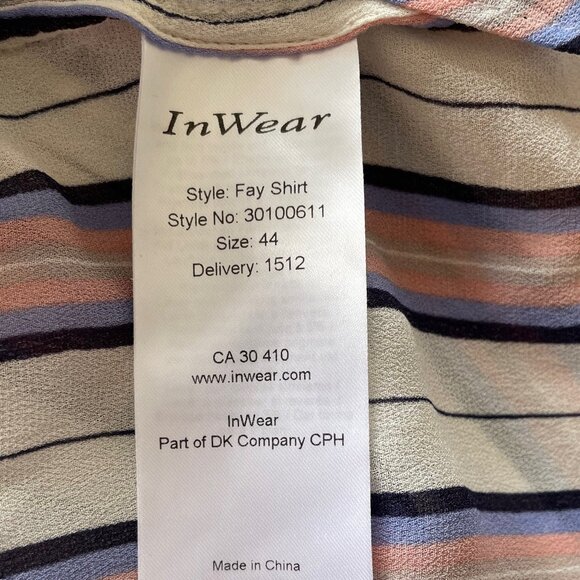 InWear
Style: Fay Shirt
Style No: 30100611
Size: 44
Delivery: 1512
CA 30 410
www.inwear.com
InWear
Part of DK Company CPH
Made in China